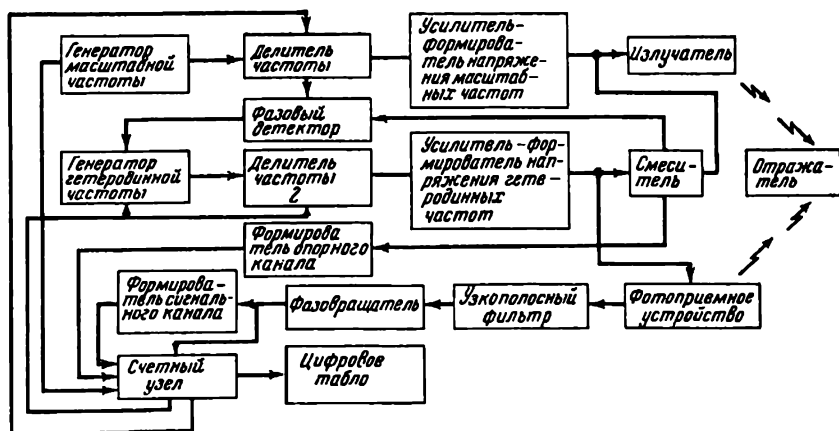 Генератор
масштабной
частоты
Делитель
частоты
Усилитель-
формирова-
тель напряже-
ния масштаб-
ных частот
Излучатель
Фазовый
детектор
Генератор
гетеродинной
частоты
Делитель
частоты
2
Усилитель-фор-
мирователь нап-
ряжения гете-
родинных
частот
Смеси-
тель
Отража-
тель
Формирова
тель опорного
канала
Формирова-
тель сигналь-
ного канала
Фазовращатель
Узкополосный
фильтр
Фотоприемное
устройство
Счетный
узел
Цифровое
табло